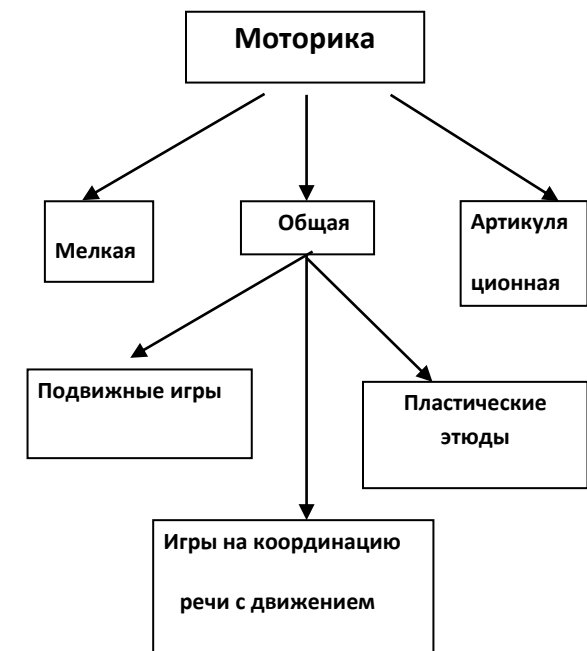 Моторика
Мелкая
Общая
Артикуля
ционная
Подвижные игры
Пластические
этюды
Игры на координацию
речи с движением